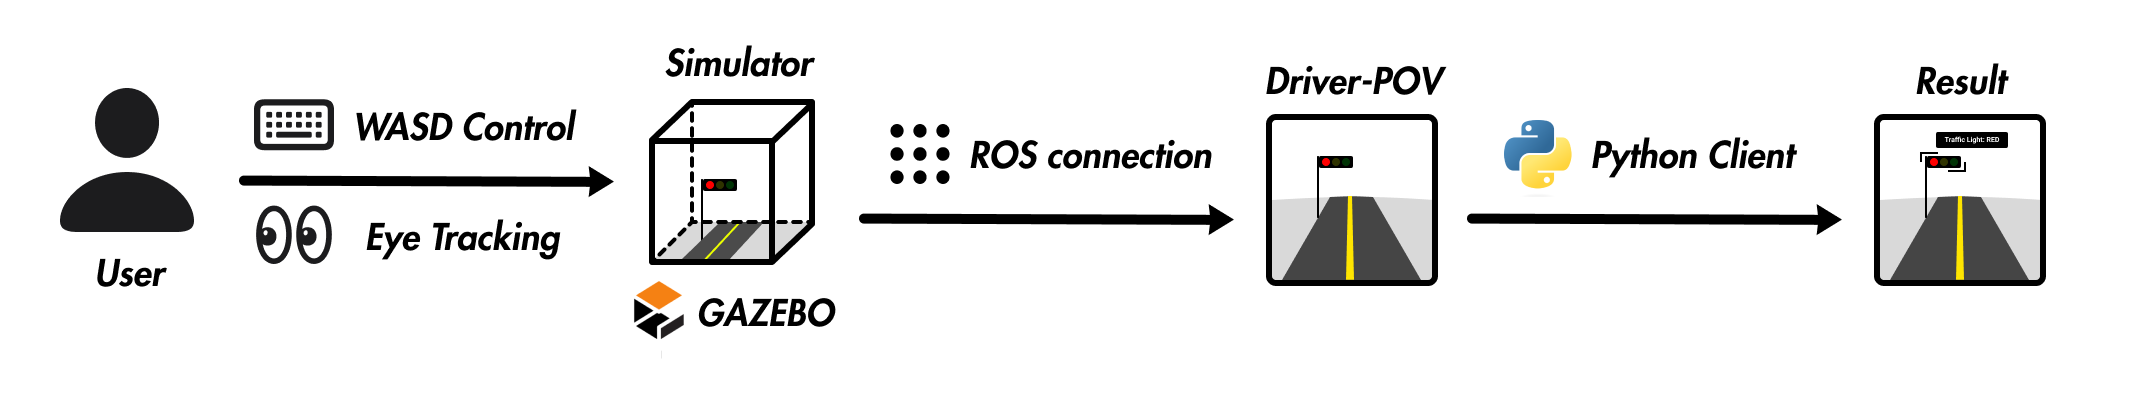 User
WASD Control
Eye Tracking
Simulator
GAZEBO
ROS connection
Driver-POV
Python Client
Result
Traffic Light: RED